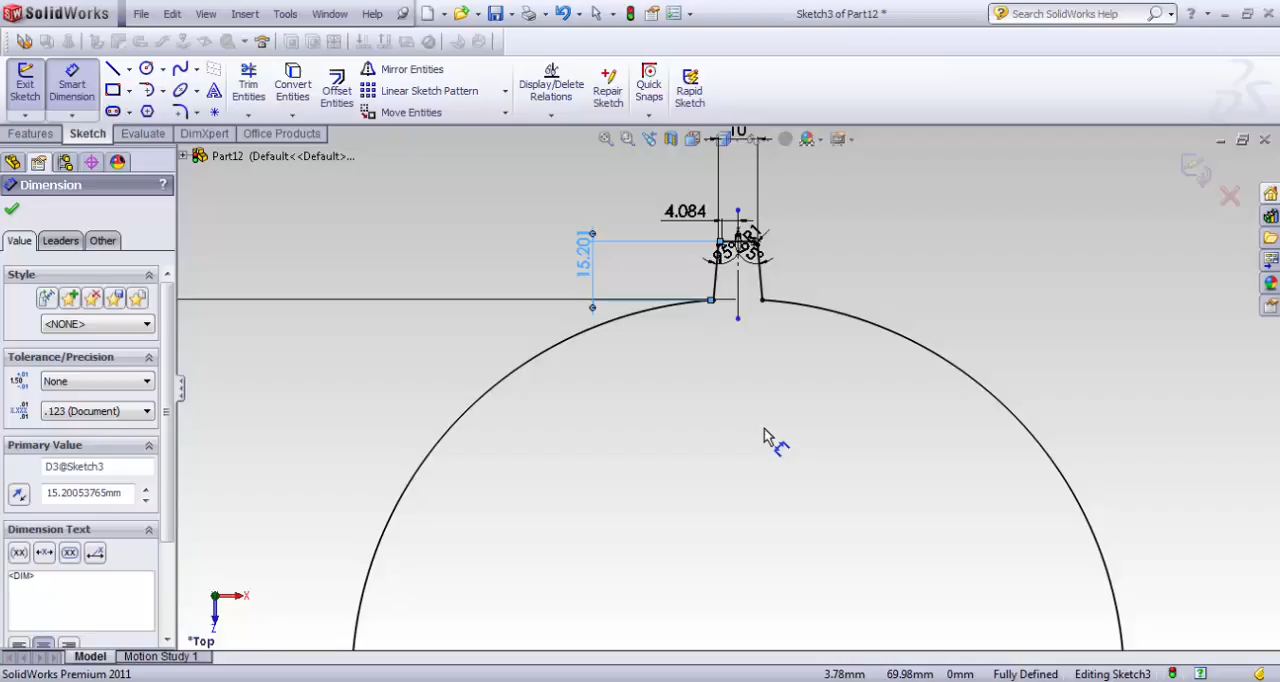 SolidWorks File Edit View Insert Tools Window Help Sketch3 of Part12 * Search SolidWorks Help
Exit Sketch
Smart Dimension
Trim Entities
Convert Entities
Offset Entities
Mirror Entities
Linear Sketch Pattern
Move Entities
Display/Delete Relations
Repair Sketch
Quick Snaps
Rapid Sketch
Features Sketch Evaluate DimXpert Office Products
Part12 (Default<<Default>...
Dimension ?
Value Leaders Other
Style
<NONE>
Tolerance/Precision
None
.123 (Document)
Primary Value
D3@Sketch3
15.20053765mm
Dimension Text
<DIM>
10
4.084
15.201
X
Z
*Top
Model Motion Study 1
SolidWorks Premium 2011 3.78mm 69.98mm 0mm Fully Defined Editing Sketch3